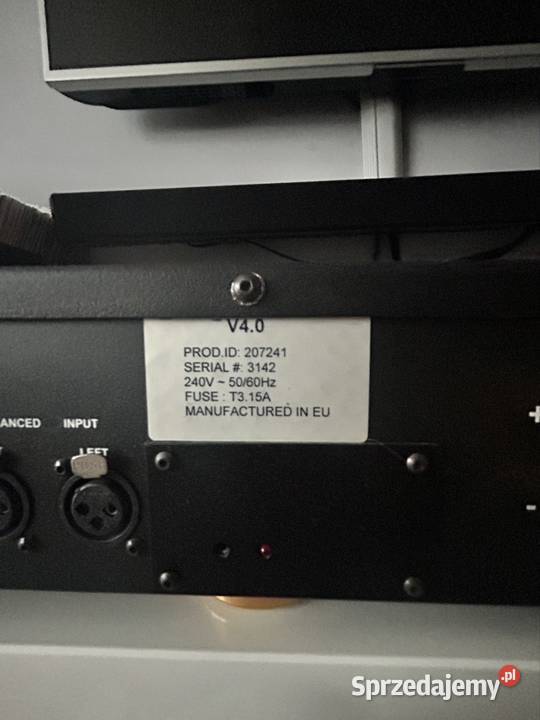 V4.0
PROD.ID: 207241
SERIAL #: 3142
240V ~ 50/60Hz
FUSE : T3.15A
MANUFACTURED IN EU
ANCED INPUT
LEFT
+
-
Sprzedajemy.pl